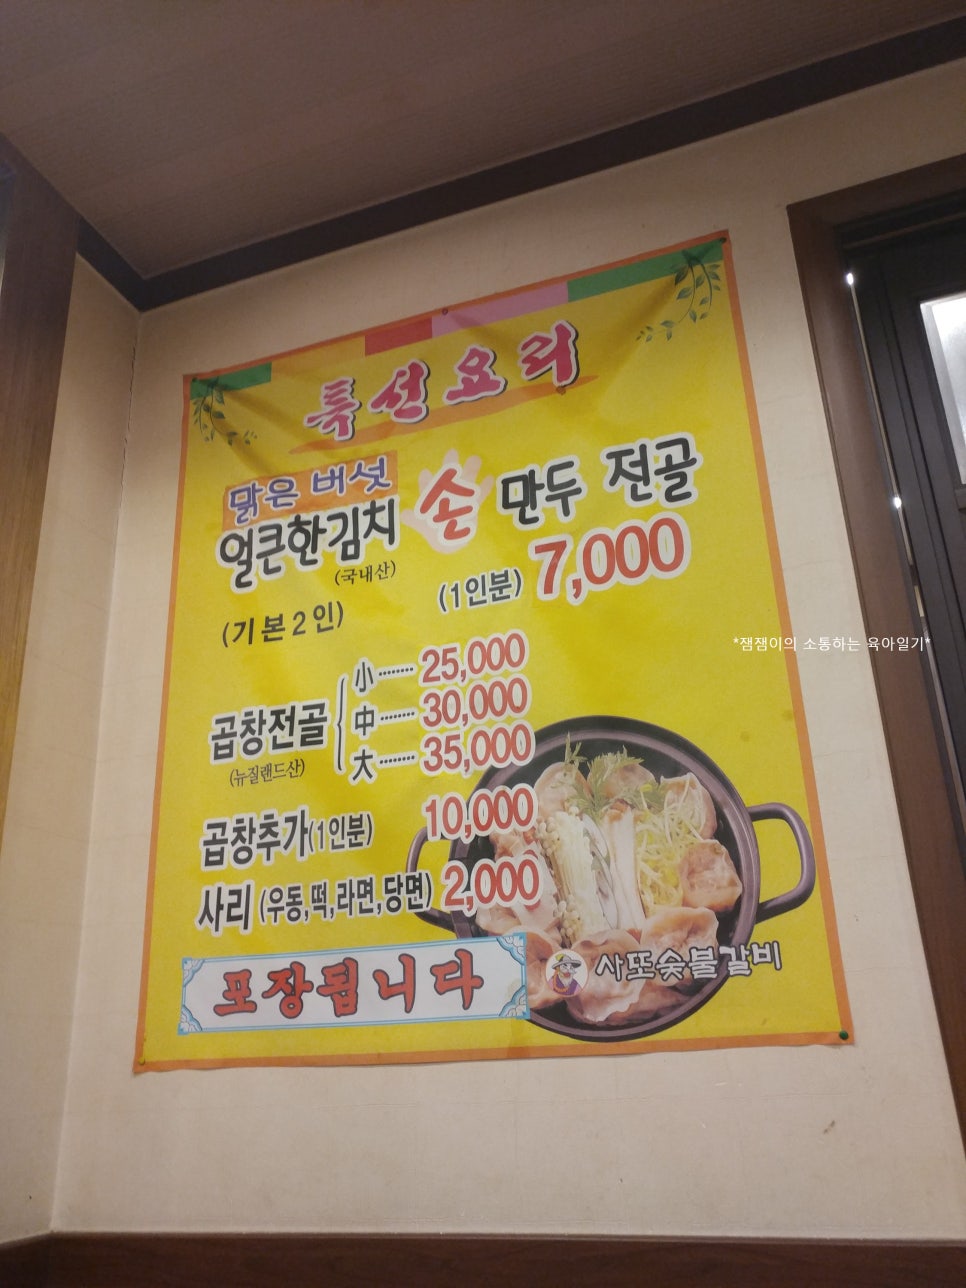 특선요리
맑은 버섯
얼큰한김치 손 만두 전골
(국내산)
(기본2인) (1인분) 7,000
곱창전골
(뉴질랜드산)
小 ········ 25,000
中 ········ 30,000
大 ········ 35,000
곱창추가(1인분) 10,000
사리 (우동,떡,라면,당면) 2,000
포장됩니다
사또숯불갈비
*잼잼이의 소통하는 육아일기*